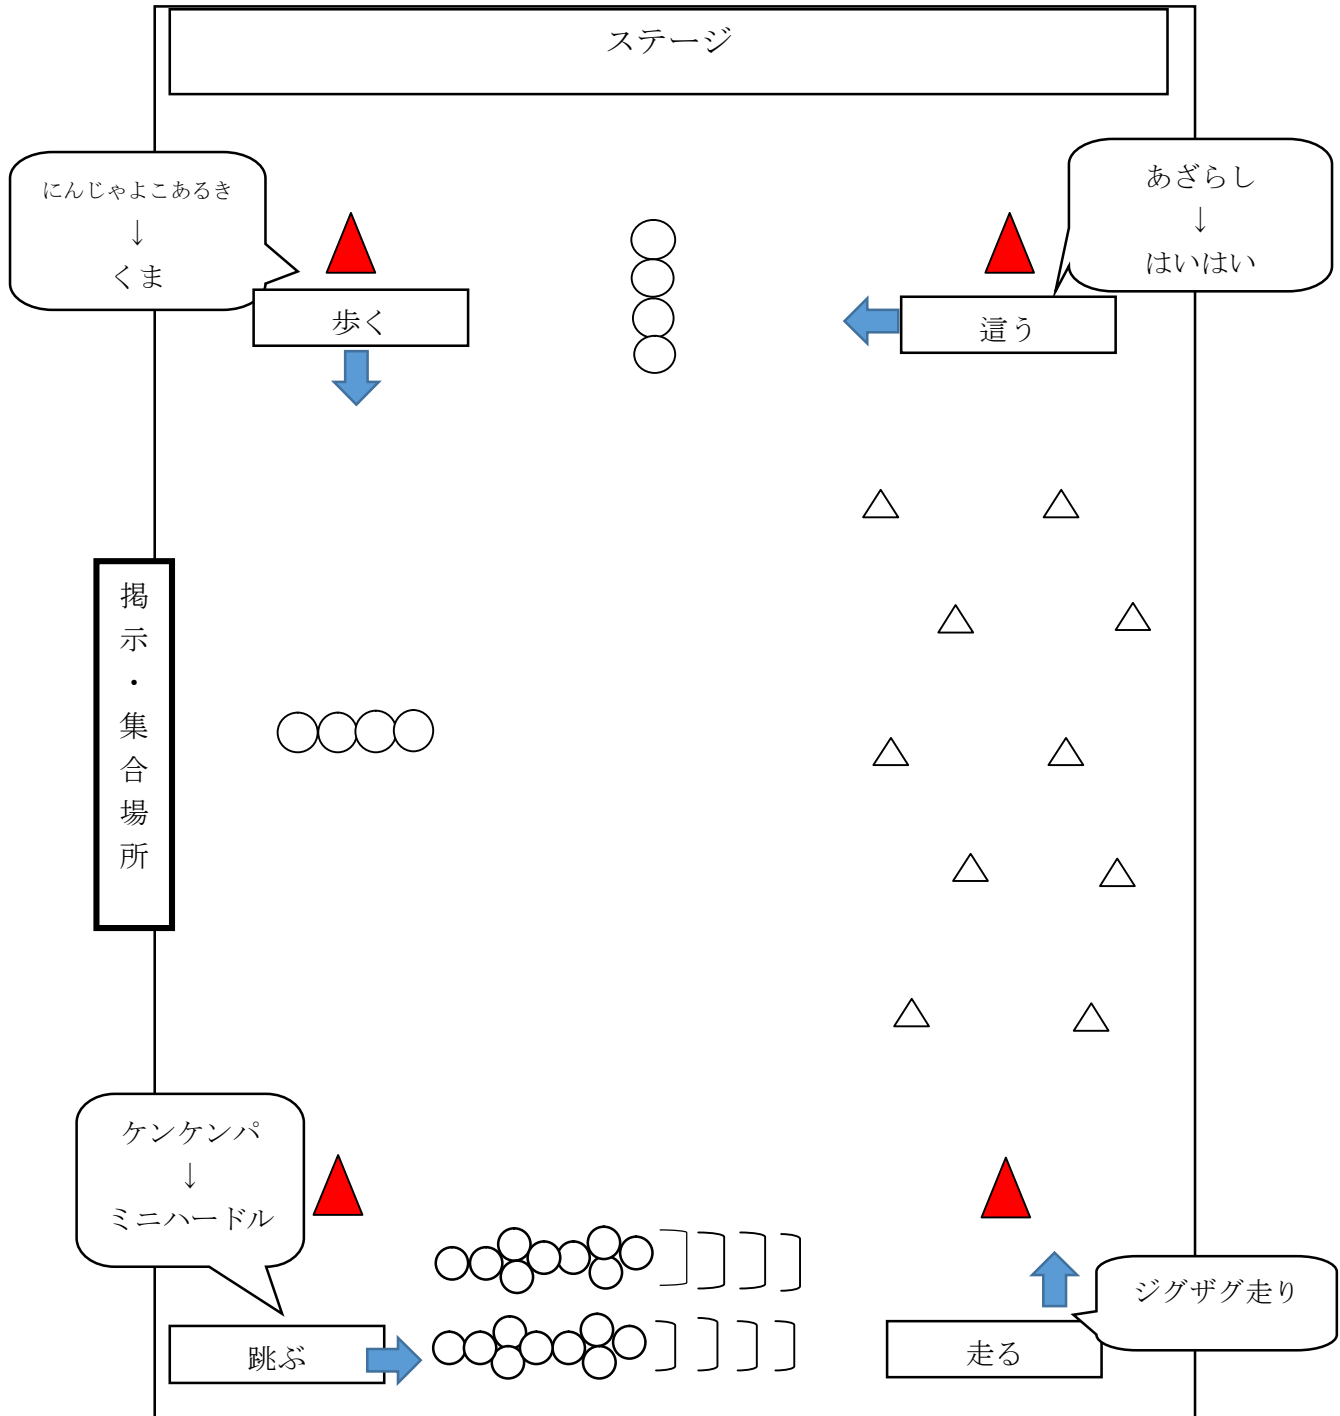 ステージ
にんじゃよこあるき
↓
くま
あざらし
↓
はいはい
歩く
這う
掲示・集合場所
ケンケンパ
↓
ミニハードル
ジグザグ走り
跳ぶ
走る